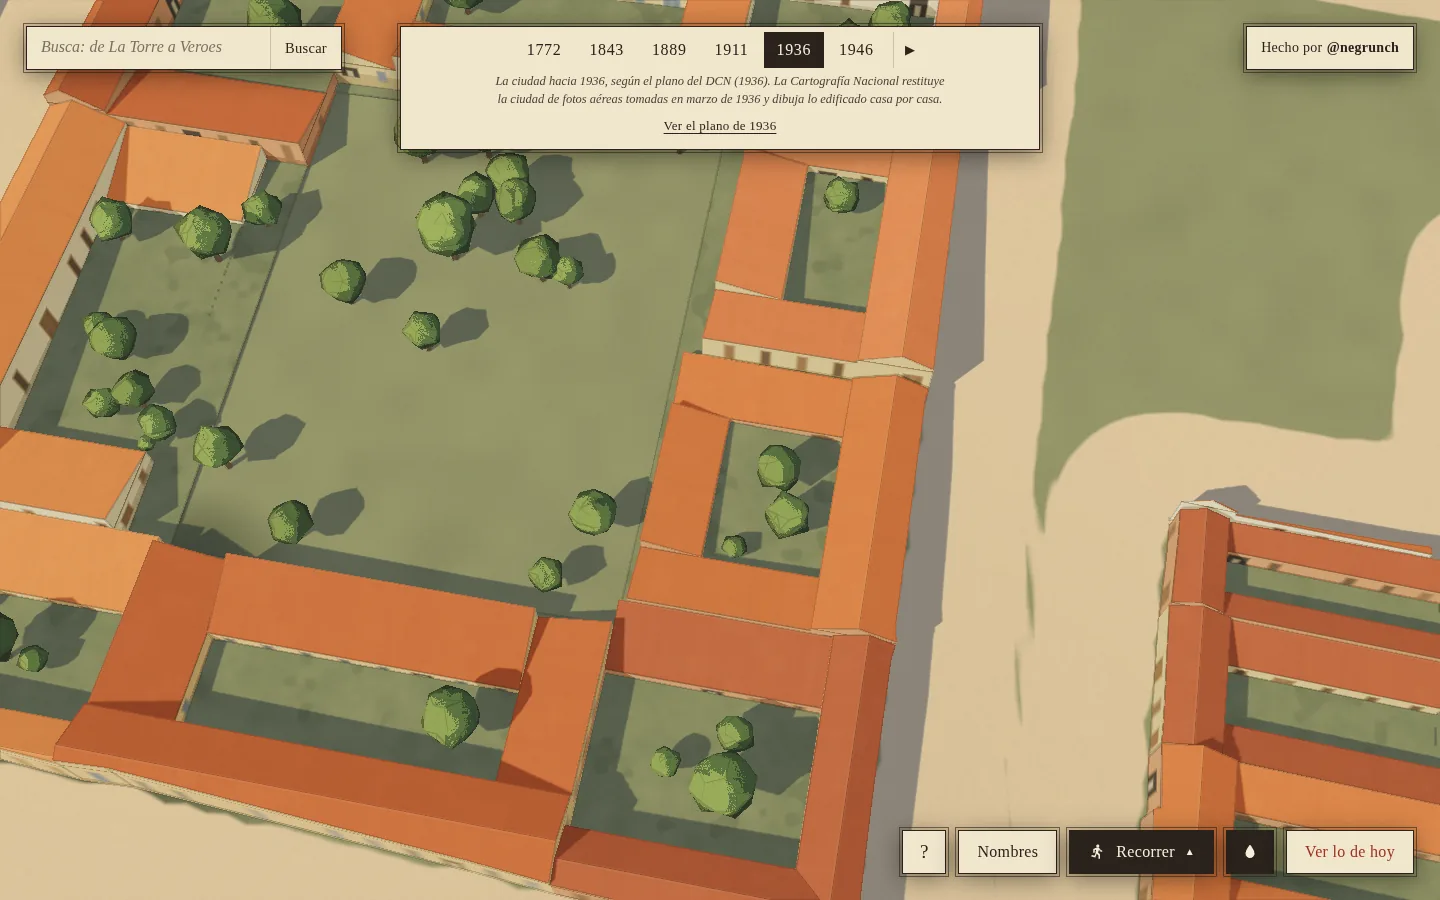 Busca: de La Torre a Veroes
Buscar
1772 1843 1889 1911 1936 1946 ▶
La ciudad hacia 1936, según el plano del DCN (1936). La Cartografía Nacional restituye
la ciudad de fotos aéreas tomadas en marzo de 1936 y dibuja lo edificado casa por casa.
Ver el plano de 1936
Hecho por @negrunch
?
Nombres
Recorrer ▲
Ver lo de hoy